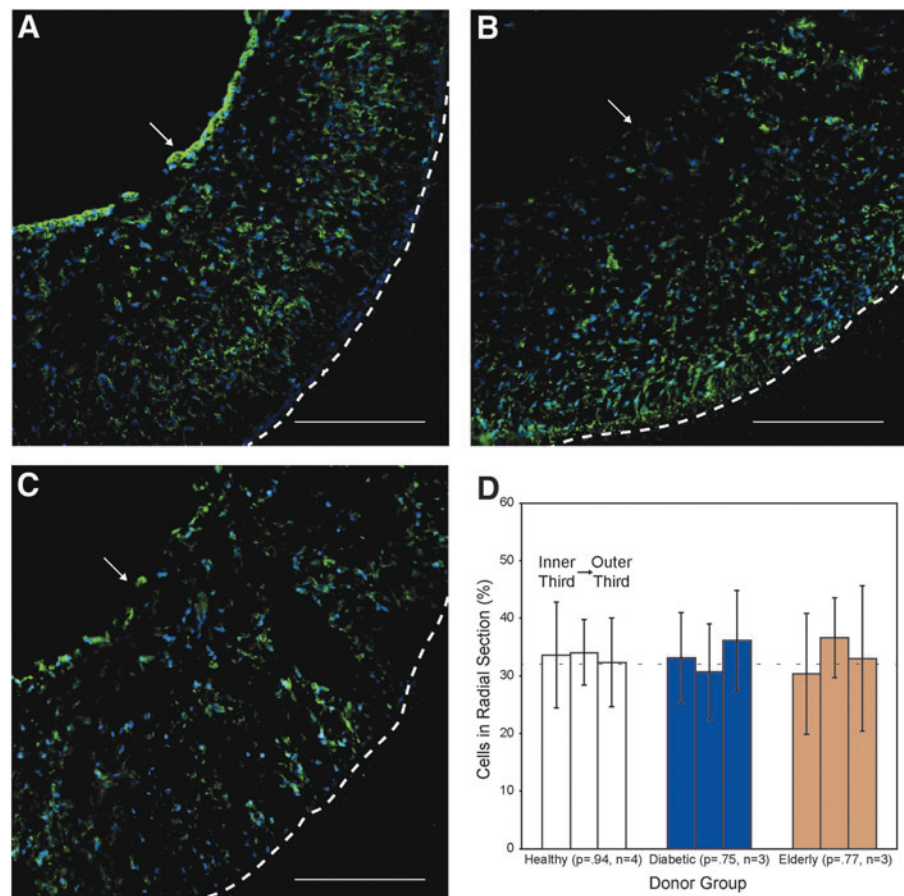 A
B
C
D
60
50
40
30
20
10
0
Cells in Radial Section (%)
Inner → Outer
Third Third
Healthy (p=.94, n=4) Diabetic (p=.75, n=3) Elderly (p=.77, n=3)
Donor Group